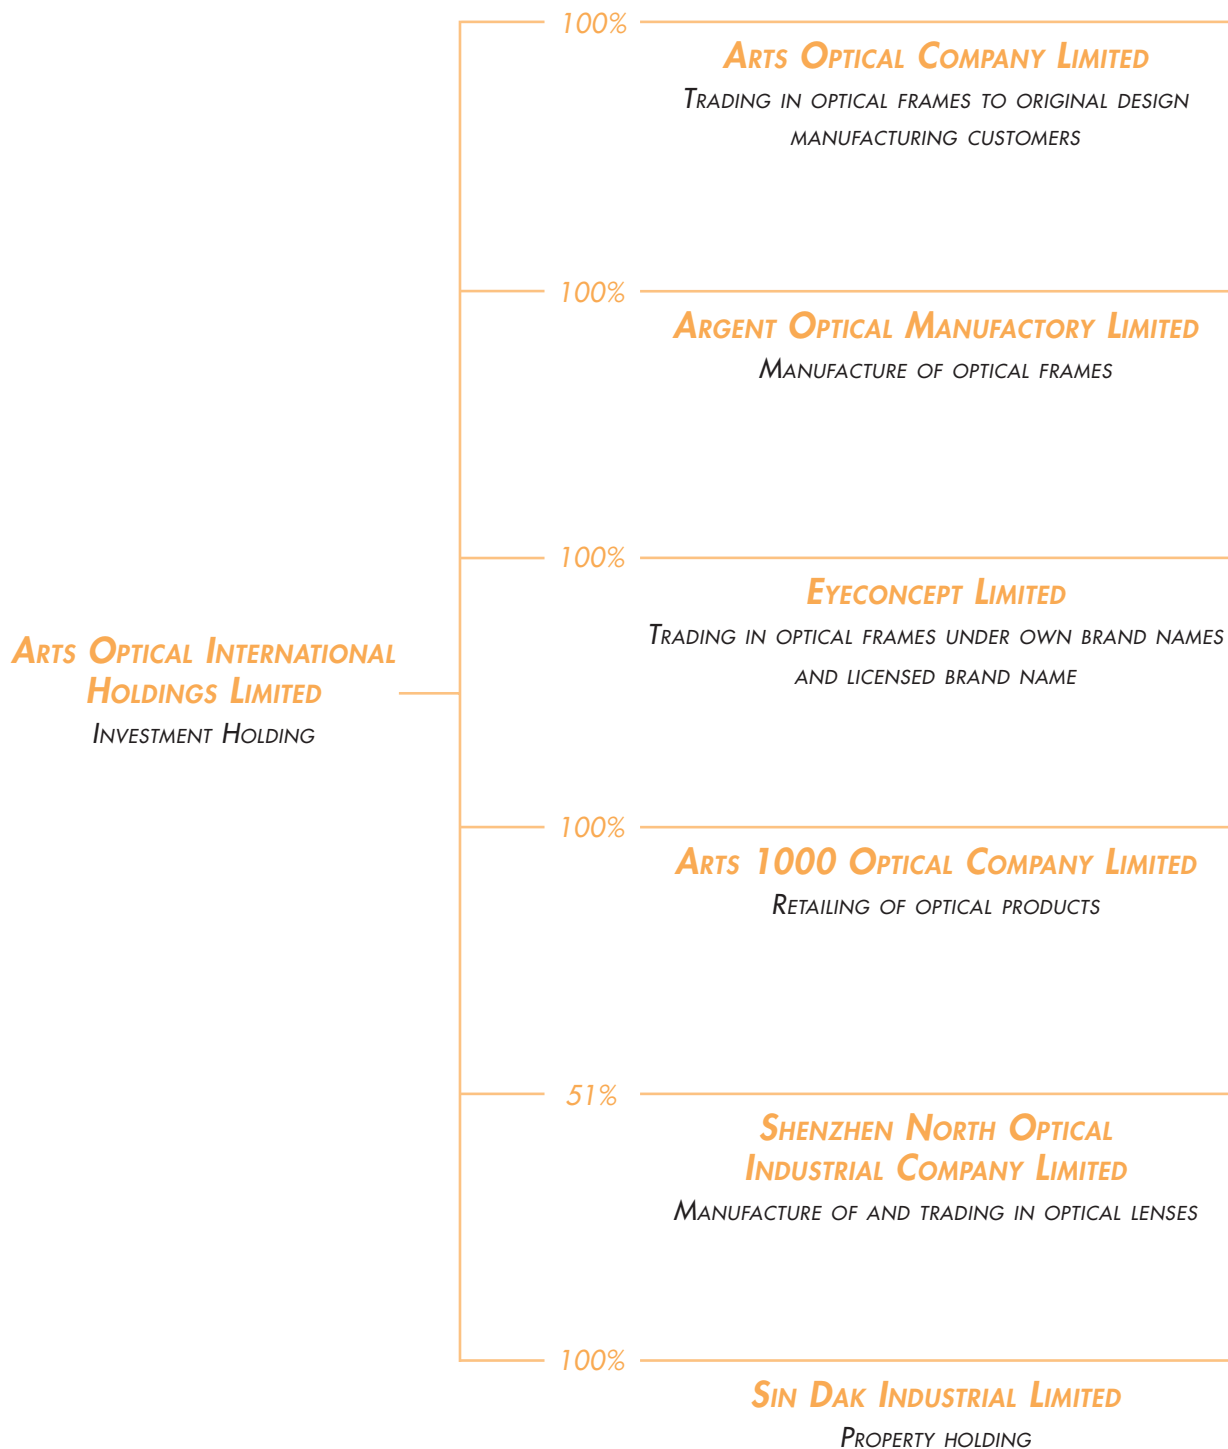 100%
Arts Optical Company Limited
Trading in optical frames to original design
manufacturing customers
100%
Argent Optical Manufactory Limited
Manufacture of optical frames
100%
Eyeconcept Limited
Trading in optical frames under own brand names
and licensed brand name
Arts Optical International
Holdings Limited
Investment Holding
100%
Arts 1000 Optical Company Limited
Retailing of optical products
51%
Shenzhen North Optical
Industrial Company Limited
Manufacture of and trading in optical lenses
100%
Sin Dak Industrial Limited
Property holding